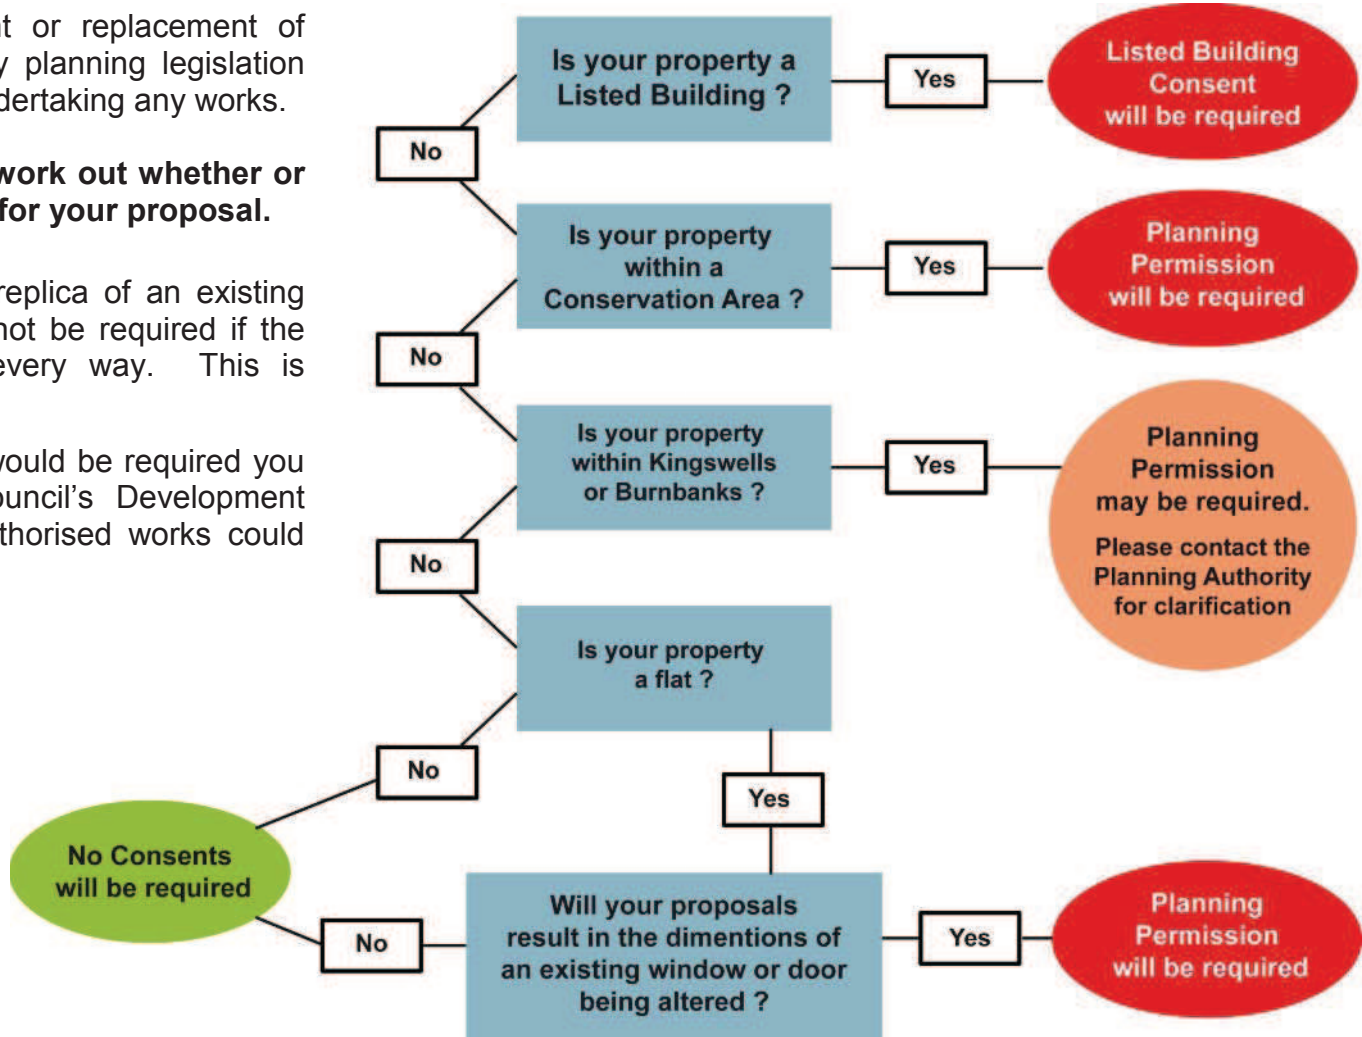 nt or replacement of
y planning legislation
dertaking any works.
work out whether or
for your proposal.
replica of an existing
not be required if the
every way. This is
would be required you
ouncil’s Development
thorised works could
Is your property a
Listed Building ?
Yes
Listed Building
Consent
will be required
No
Is your property
within a
Conservation Area ?
Yes
Planning
Permission
will be required
No
Is your property
within Kingswells
or Burnbanks ?
Yes
Planning
Permission
may be required.
Please contact the
Planning Authority
for clarification
No
Is your property
a flat ?
No
Yes
No Consents
will be required
No
Will your proposals
result in the dimentions of
an existing window or door
being altered ?
Yes
Planning
Permission
will be required